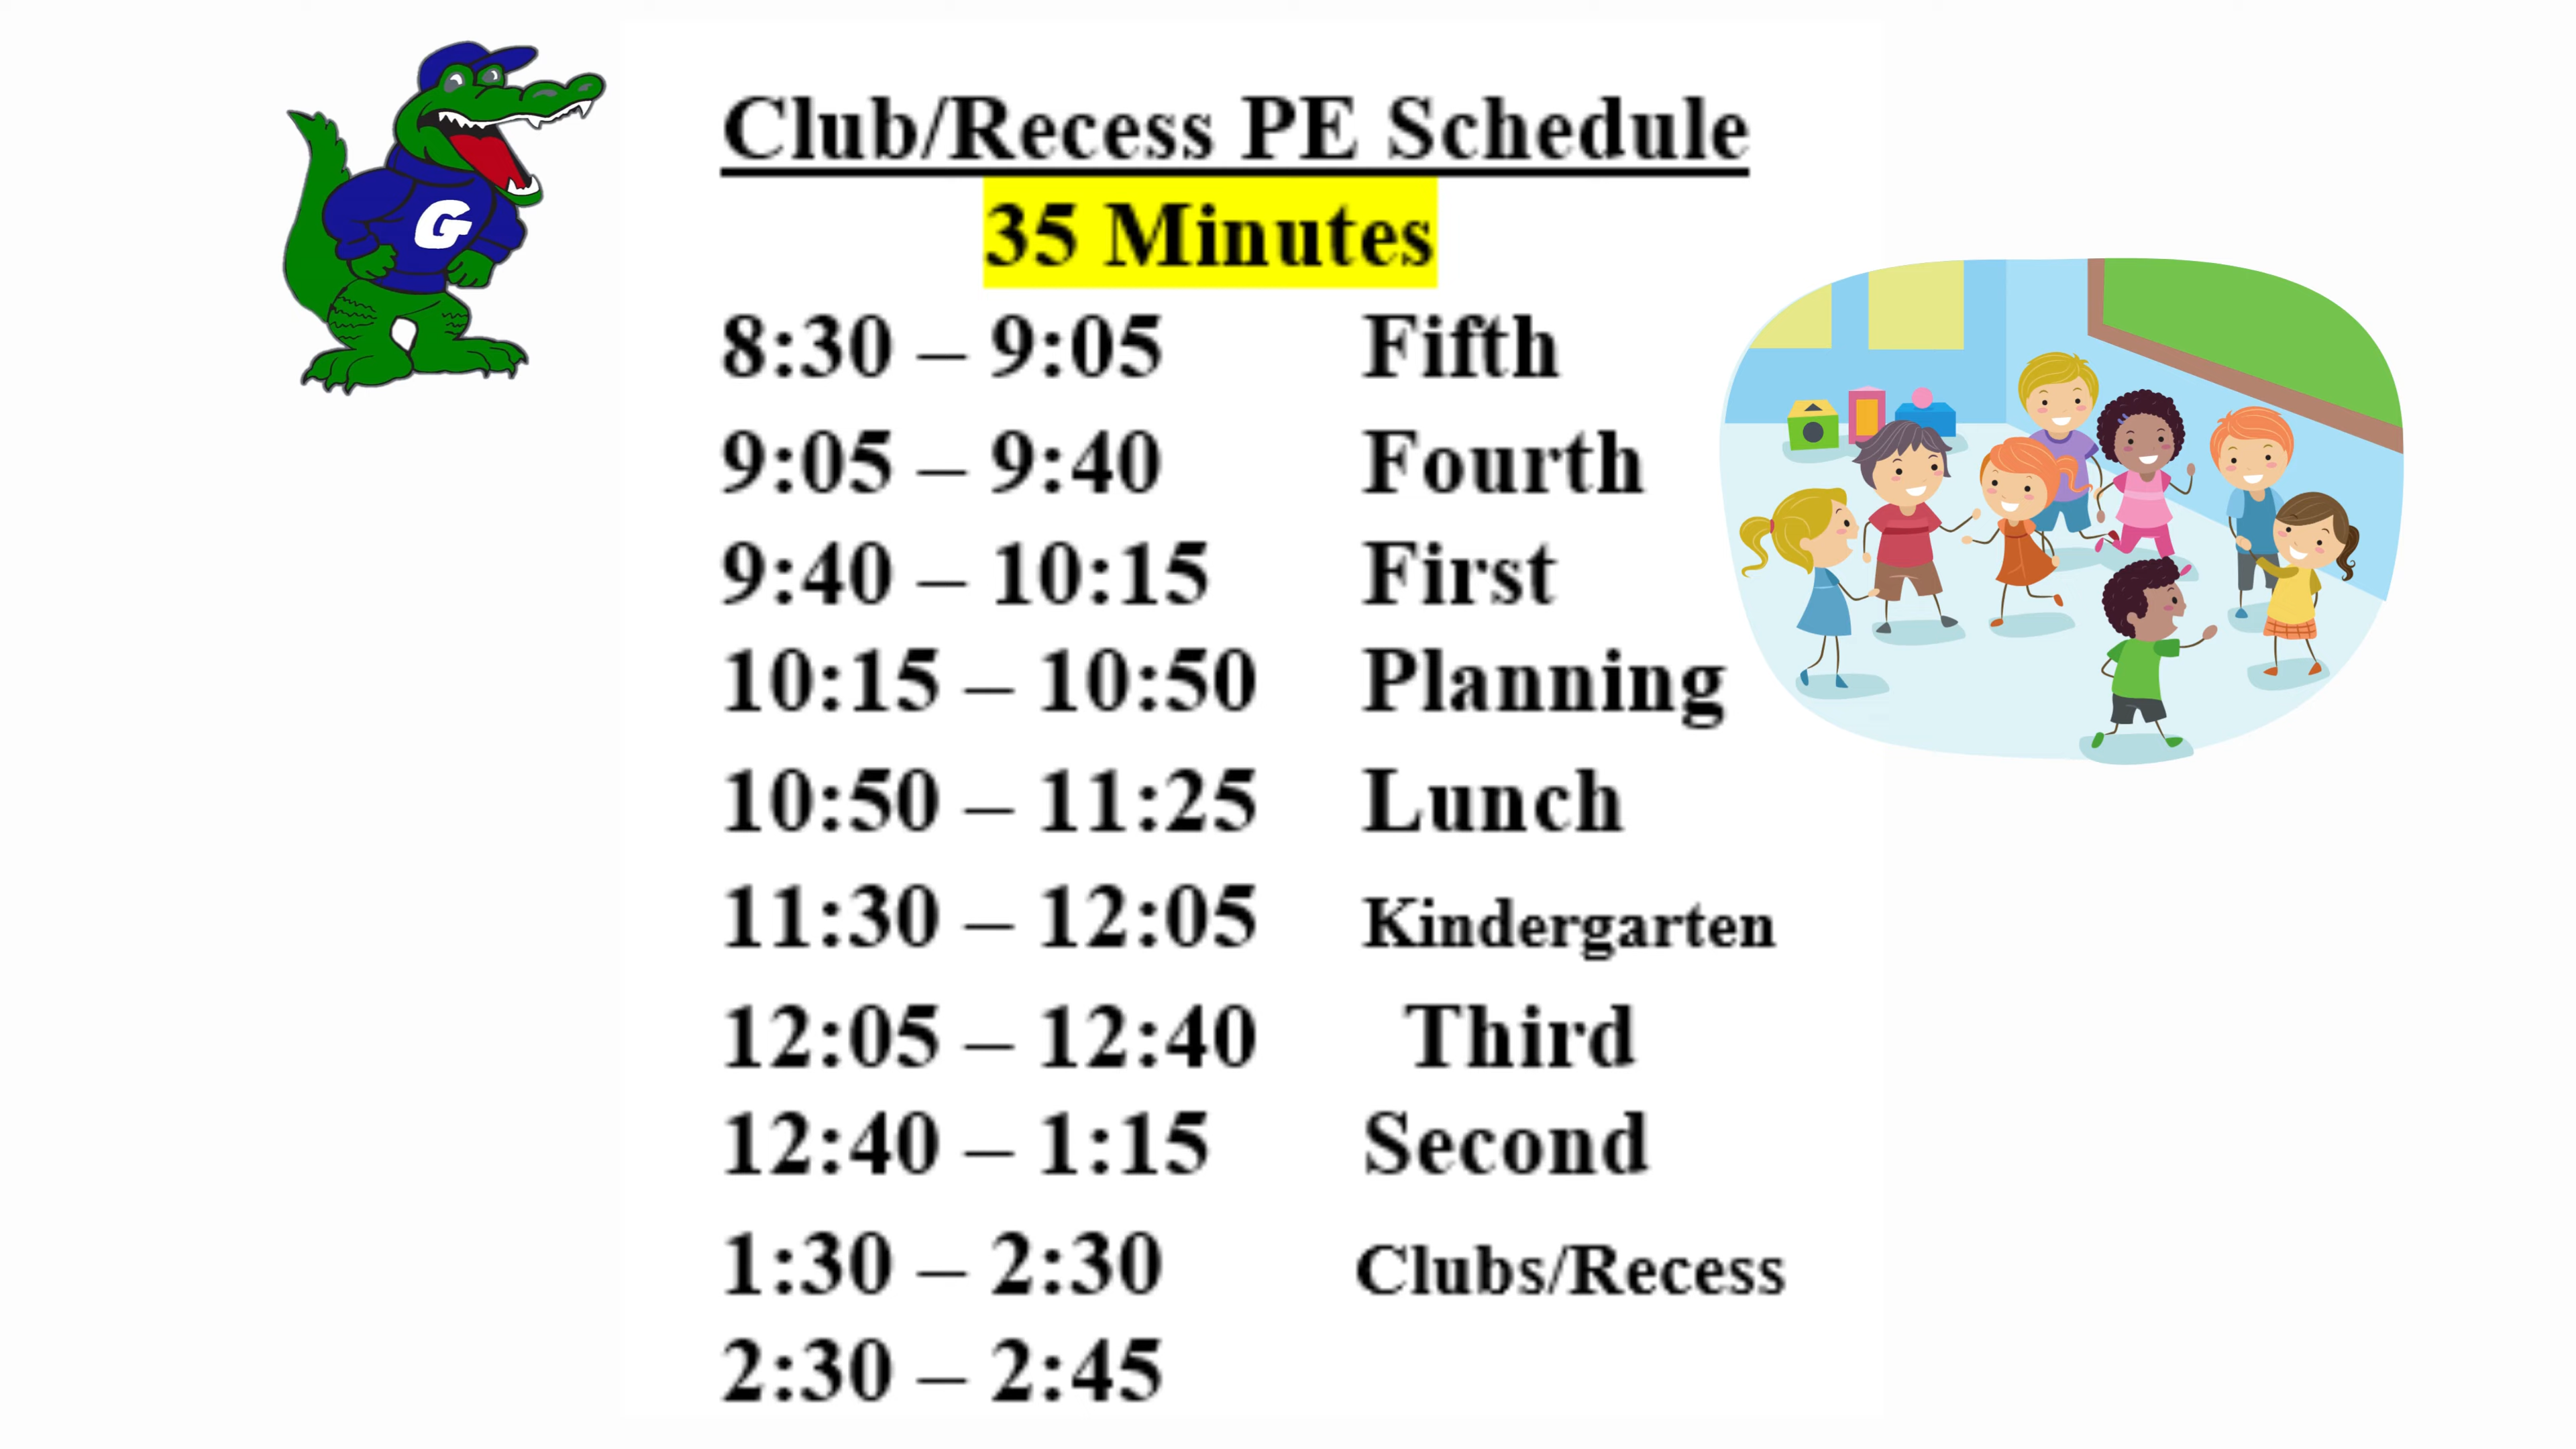 G
Club/Recess PE Schedule
35 Minutes
8:30 – 9:05 Fifth
9:05 – 9:40 Fourth
9:40 – 10:15 First
10:15 – 10:50 Planning
10:50 – 11:25 Lunch
11:30 – 12:05 Kindergarten
12:05 – 12:40 Third
12:40 – 1:15 Second
1:30 – 2:30 Clubs/Recess
2:30 – 2:45